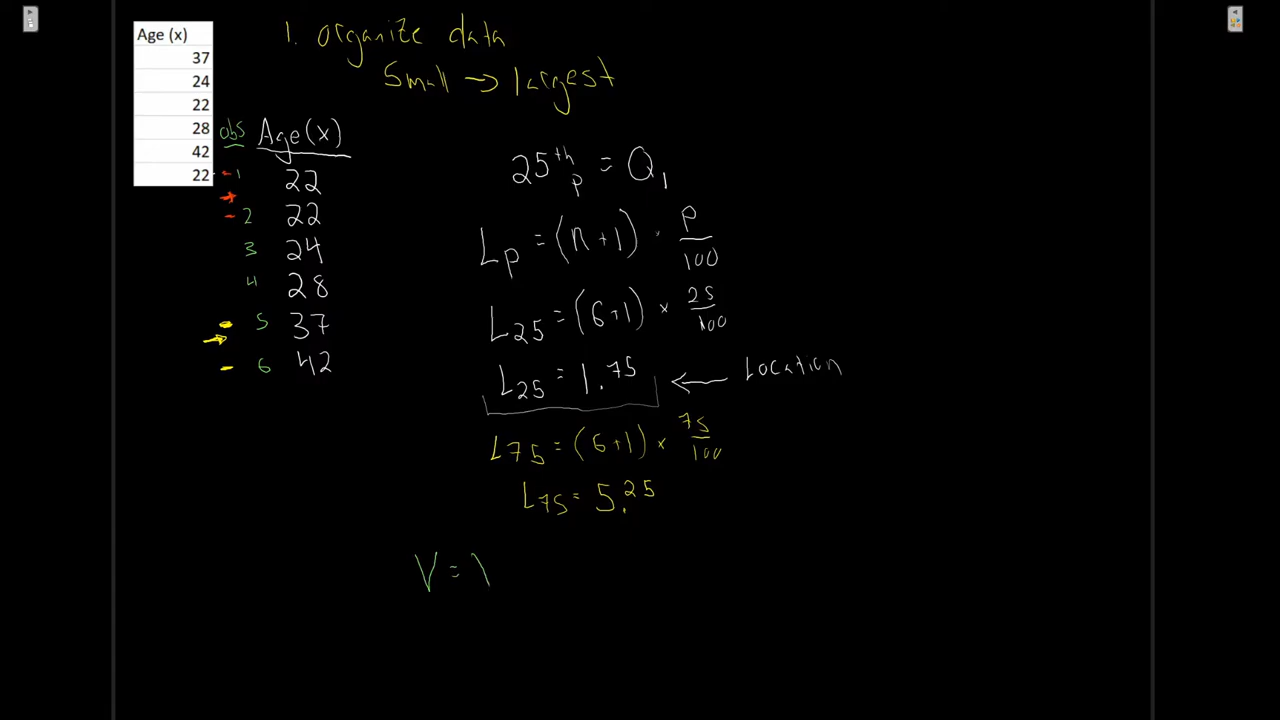 Age (x)
37
24
22
28
42
22
1. organize data
Small → largest
obs Age(x)
1 22
2 22
3 24
4 28
5 37
6 42
25th p = Q1
Lp = (n+1) · P/100
L25 = (6+1) × 25/100
L25 = 1.75 ← Location
L75 = (6+1) × 75/100
L75 = 5.25
V = \